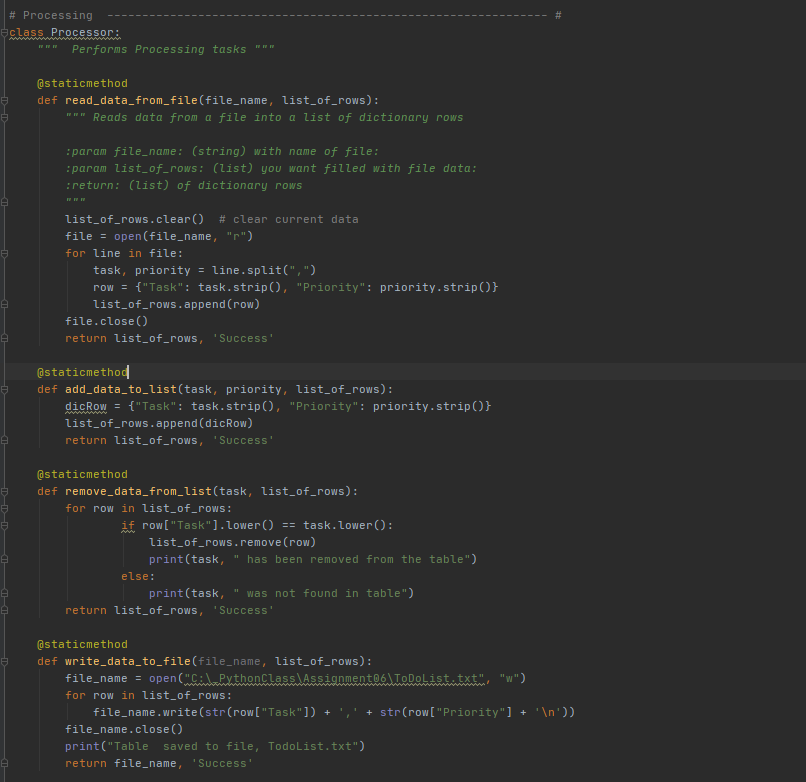 # Processing  --------------------------------------------------------------- #
class Processor:
    """  Performs Processing tasks """

    @staticmethod
    def read_data_from_file(file_name, list_of_rows):
        """ Reads data from a file into a list of dictionary rows

        :param file_name: (string) with name of file:
        :param list_of_rows: (list) you want filled with file data:
        :return: (list) of dictionary rows
        """
        list_of_rows.clear()  # clear current data
        file = open(file_name, "r")
        for line in file:
            task, priority = line.split(",")
            row = {"Task": task.strip(), "Priority": priority.strip()}
            list_of_rows.append(row)
        file.close()
        return list_of_rows, 'Success'

    @staticmethod
    def add_data_to_list(task, priority, list_of_rows):
        dicRow = {"Task": task.strip(), "Priority": priority.strip()}
        list_of_rows.append(dicRow)
        return list_of_rows, 'Success'

    @staticmethod
    def remove_data_from_list(task, list_of_rows):
        for row in list_of_rows:
                if row["Task"].lower() == task.lower():
                    list_of_rows.remove(row)
                    print(task, " has been removed from the table")
                else:
                    print(task, " was not found in table")
        return list_of_rows, 'Success'

    @staticmethod
    def write_data_to_file(file_name, list_of_rows):
        file_name = open("C:\_PythonClass\Assignment06\ToDoList.txt", "w")
        for row in list_of_rows:
            file_name.write(str(row["Task"]) + ',' + str(row["Priority"] + '\n'))
        file_name.close()
        print("Table  saved to file, TodoList.txt")
        return file_name, 'Success'